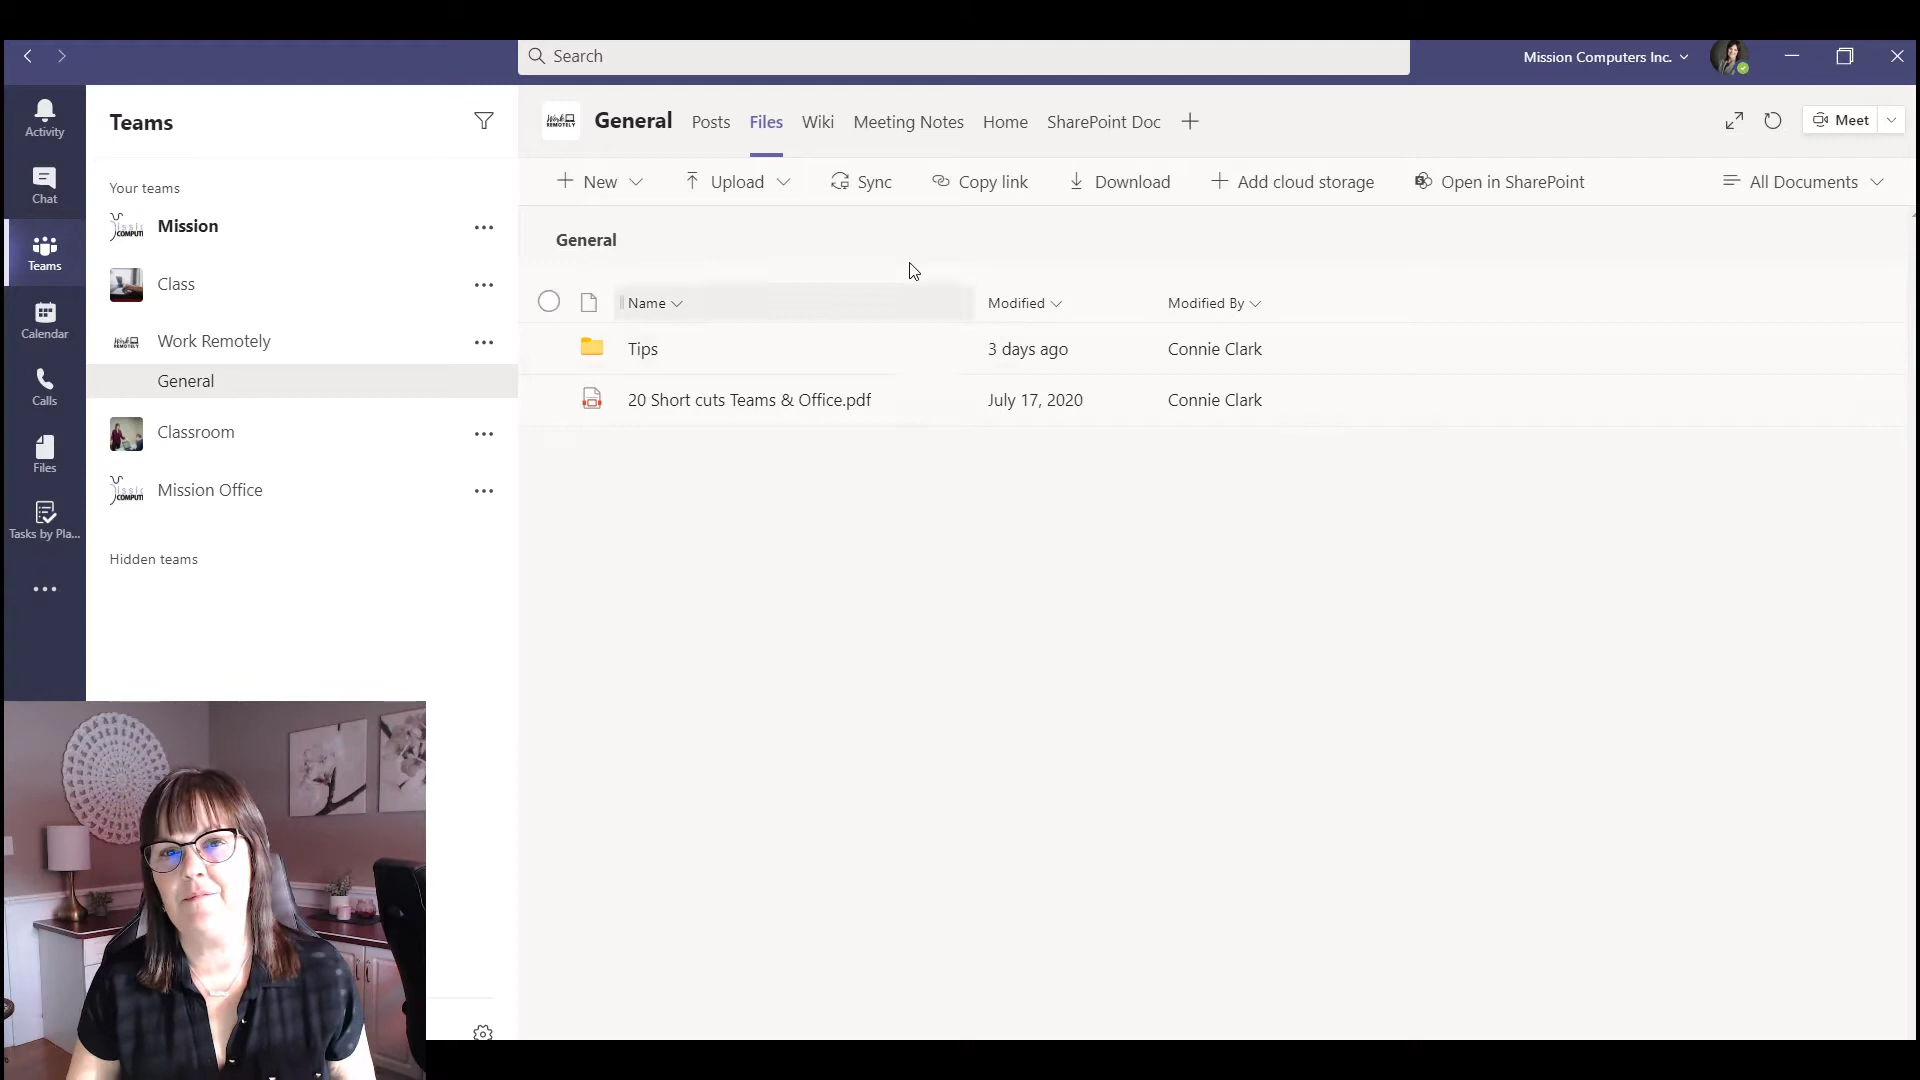 Search
Mission Computers Inc.
Activity
Chat
Teams
Calendar
Calls
Files
Tasks by Pla...
Teams
Your teams
Mission
Class
Work Remotely
General
Classroom
Mission Office
Hidden teams
Work
REMOTELY
General Posts Files Wiki Meeting Notes Home SharePoint Doc
Meet
New Upload Sync Copy link Download Add cloud storage Open in SharePoint All Documents
General
Name Modified Modified By
Tips 3 days ago Connie Clark
20 Short cuts Teams & Office.pdf July 17, 2020 Connie Clark